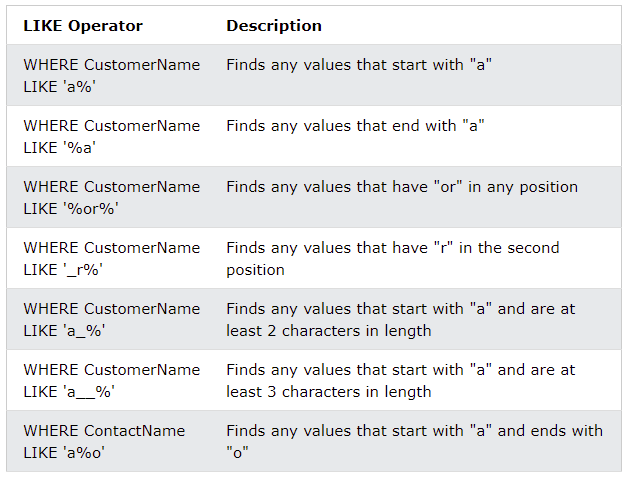 LIKE Operator Description
WHERE CustomerName Finds any values that start with "a"
LIKE 'a%'
WHERE CustomerName Finds any values that end with "a"
LIKE '%a'
WHERE CustomerName Finds any values that have "or" in any position
LIKE '%or%'
WHERE CustomerName Finds any values that have "r" in the second
LIKE '_r%' position
WHERE CustomerName Finds any values that start with "a" and are at
LIKE 'a_%' least 2 characters in length
WHERE CustomerName Finds any values that start with "a" and are at
LIKE 'a__%' least 3 characters in length
WHERE ContactName Finds any values that start with "a" and ends with
LIKE 'a%o' "o"